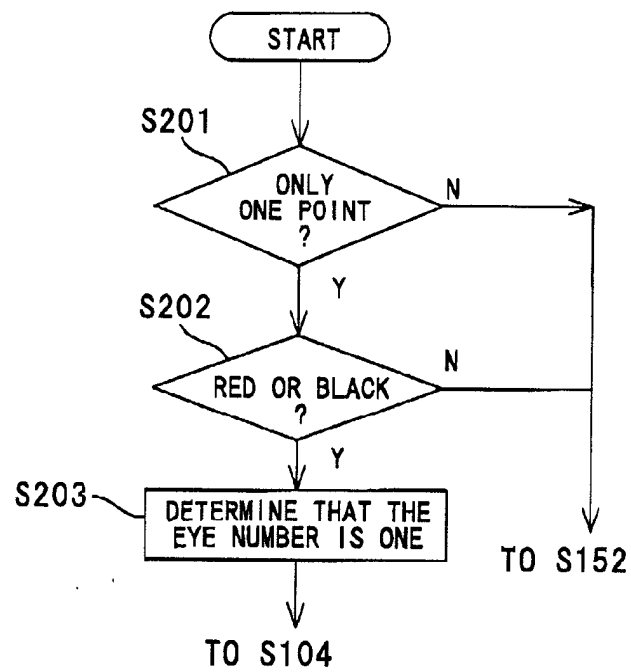 START
S201
ONLY
ONE POINT
?
N
Y
S202
RED OR BLACK
?
N
Y
S203
DETERMINE THAT THE
EYE NUMBER IS ONE
TO S152
TO S104